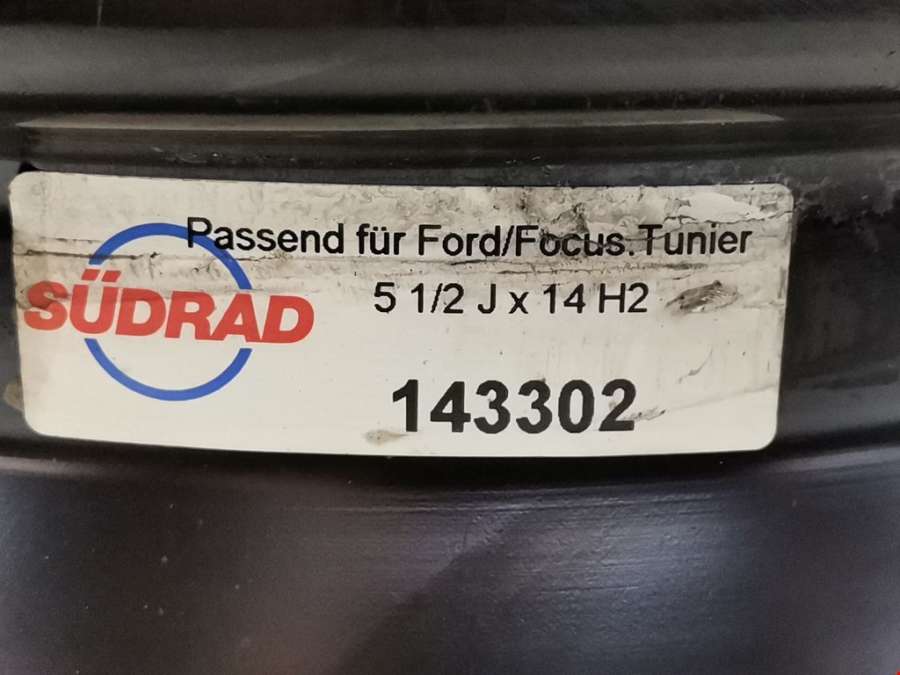 Passend für Ford/Focus.Tunier
SÜDRAD
5 1/2 J x 14 H2
143302